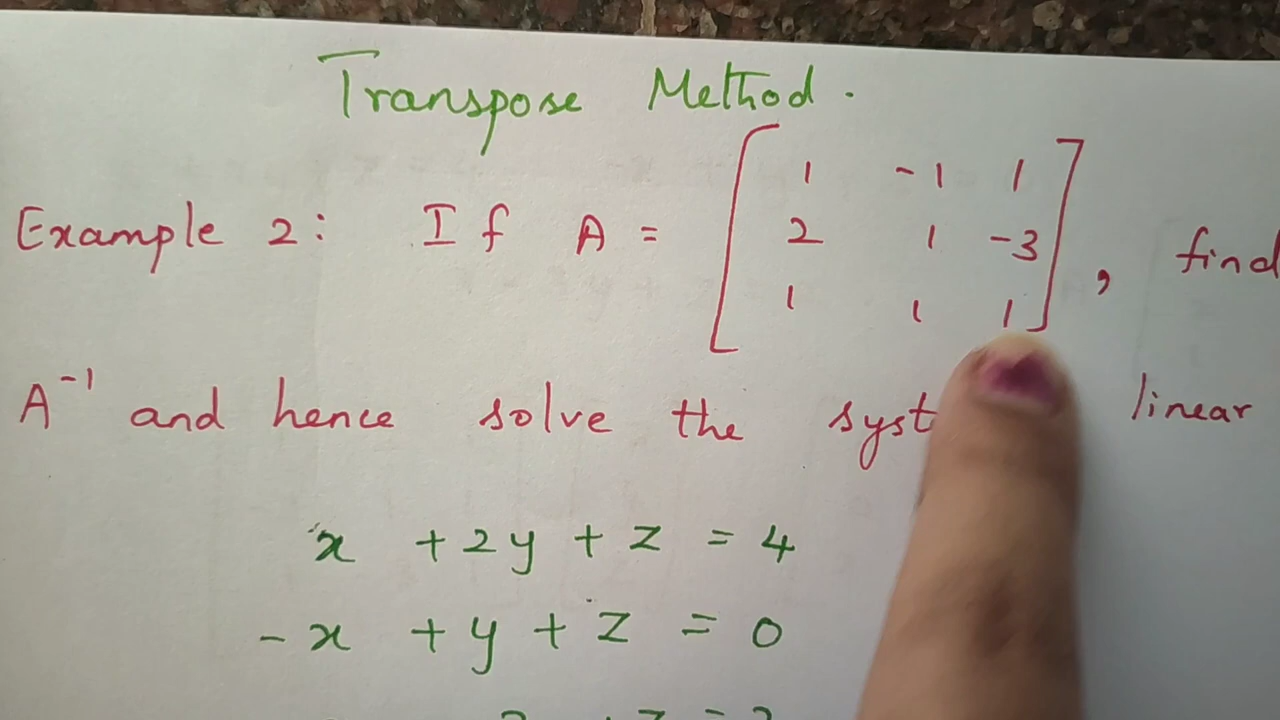 Transpose Method.
Example 2: If A = [ 1 -1 1
2 1 -3
1 1 1 ], find
A⁻¹ and hence solve the linear
x + 2y + z = 4
- x + y + z = 0